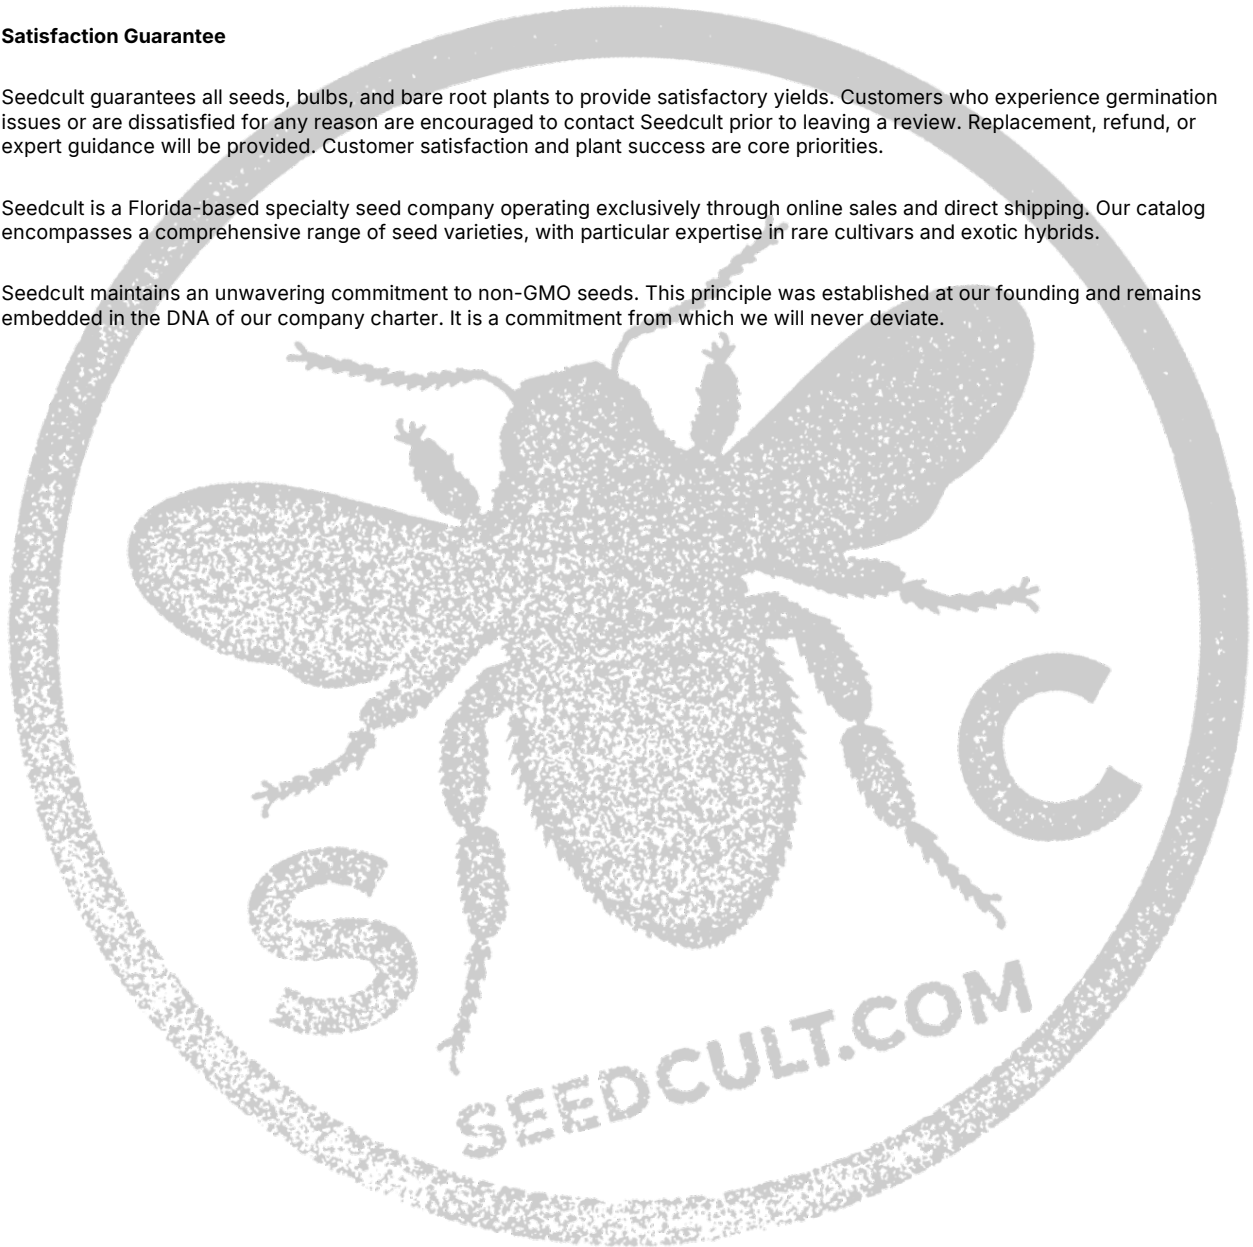 Satisfaction Guarantee
Seedcult guarantees all seeds, bulbs, and bare root plants to provide satisfactory yields. Customers who experience germination
issues or are dissatisfied for any reason are encouraged to contact Seedcult prior to leaving a review. Replacement, refund, or
expert guidance will be provided. Customer satisfaction and plant success are core priorities.
Seedcult is a Florida-based specialty seed company operating exclusively through online sales and direct shipping. Our catalog
encompasses a comprehensive range of seed varieties, with particular expertise in rare cultivars and exotic hybrids.
Seedcult maintains an unwavering commitment to non-GMO seeds. This principle was established at our founding and remains
embedded in the DNA of our company charter. It is a commitment from which we will never deviate.
S C
SEEDCULT.COM